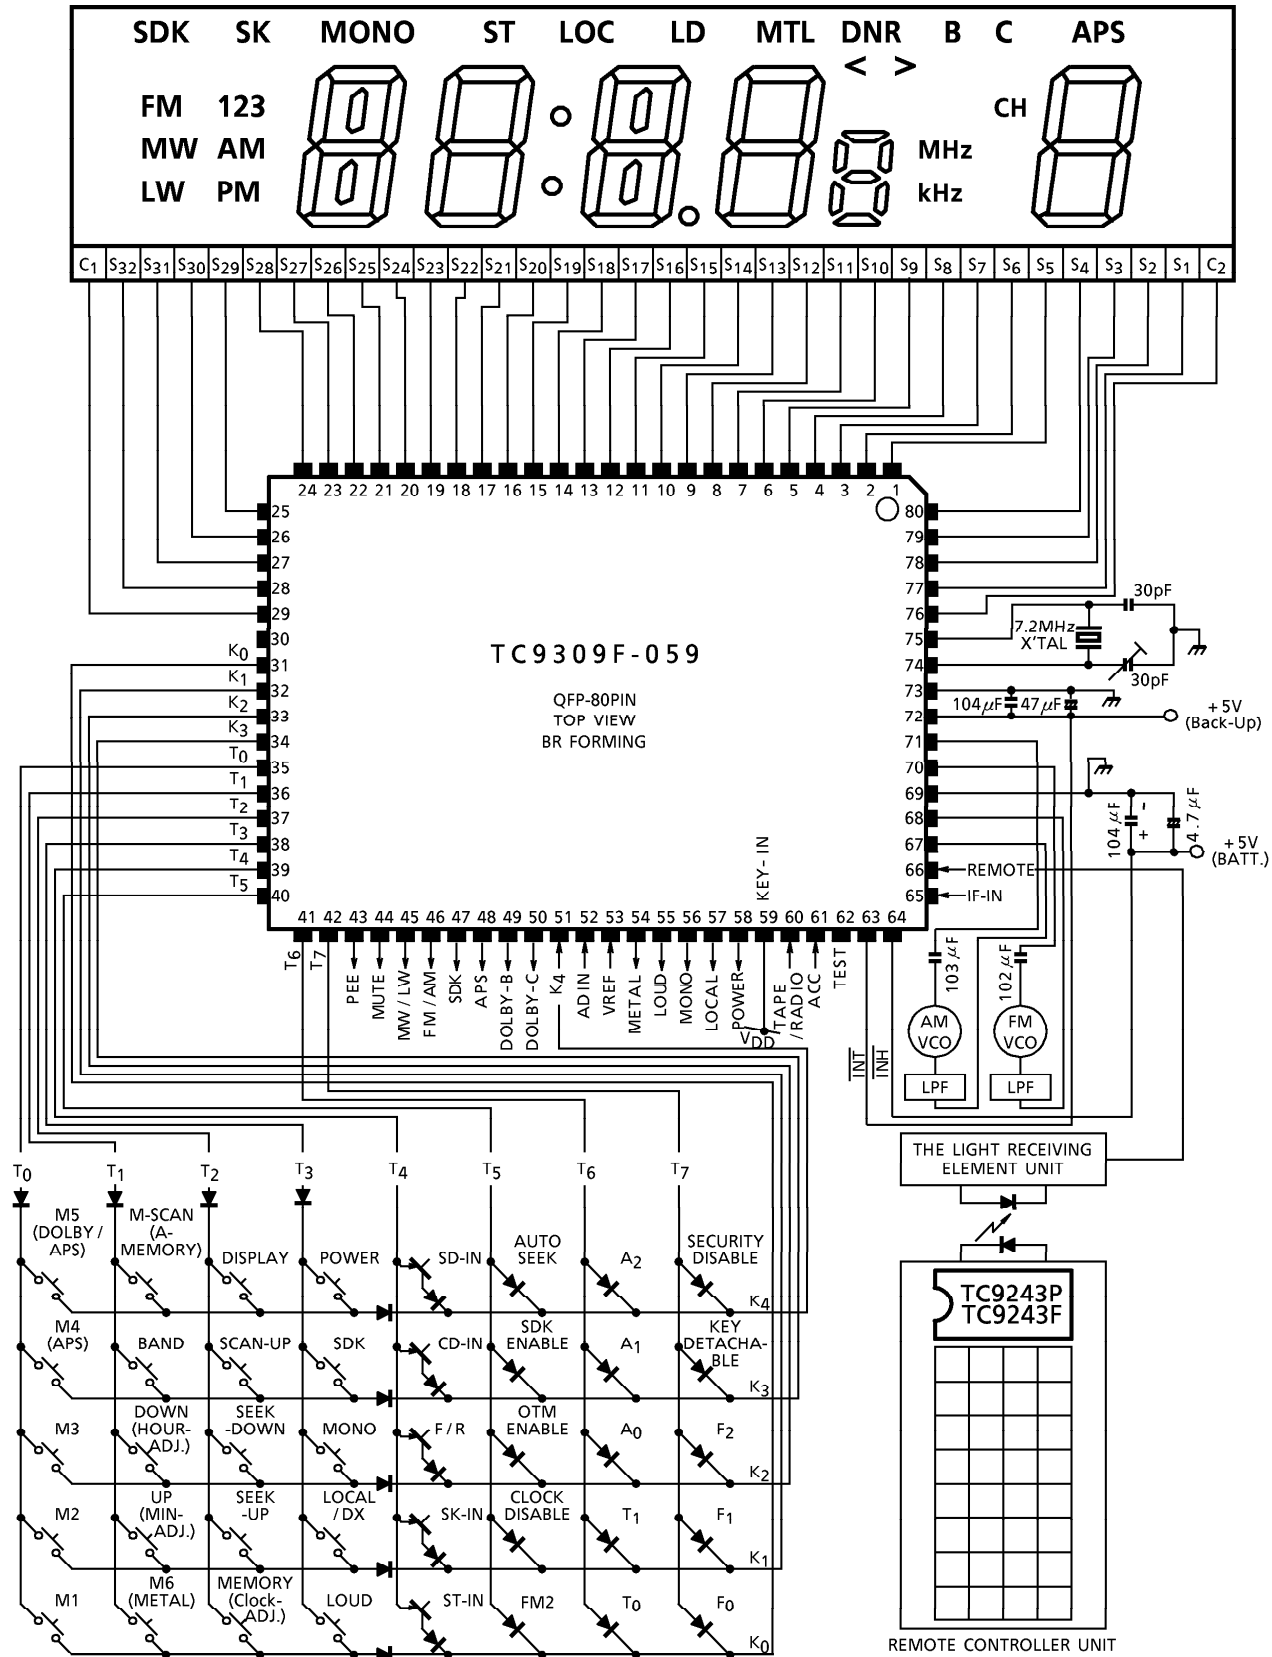 SDK SK MONO ST LOC LD MTL DNR B C APS
< >
FM 123 CH
MW AM MHz
LW PM kHz
C1 S32 S31 S30 S29 S28 S27 S26 S25 S24 S23 S22 S21 S20 S19 S18 S17 S16 S15 S14 S13 S12 S11 S10 S9 S8 S7 S6 S5 S4 S3 S2 S1 C2
24 23 22 21 20 19 18 17 16 15 14 13 12 11 10 9 8 7 6 5 4 3 2 1
25 80
26 79
27 78
28 77
29 76
30 75
K0 31 74
K1 32 73
K2 33 72
K3 34 71
T0 35 70
T1 36 69
T2 37 68
T3 38 67
T4 39 66 REMOTE
T5 40 65 IF-IN
TC9309F-059
QFP-80PIN
TOP VIEW
BR FORMING
30pF
7.2MHz
X'TAL
30pF
104μF 47μF
+5V
(Back-Up)
104μF - +
4.7μF
+5V
(BATT.)
KEY-IN
41 42 43 44 45 46 47 48 49 50 51 52 53 54 55 56 57 58 59 60 61 62 63 64
T6 T7 PEE MUTE MW/LW FM/AM SDK APS DOLBY-B DOLBY-C K4 ADIN VREF METAL LOUD MONO LOCAL POWER VDD TAPE/RADIO ACC TEST INT INH
103μF 102μF
AM VCO
FM VCO
LPF LPF
THE LIGHT RECEIVING
ELEMENT UNIT
TC9243P
TC9243F
REMOTE CONTROLLER UNIT
T0 T1 T2 T3 T4 T5 T6 T7
M5
(DOLBY/
APS)
M-SCAN
(A-
MEMORY)
DISPLAY
POWER
SD-IN
AUTO
SEEK
A2
SECURITY
DISABLE
K4
M4
(APS)
BAND
SCAN-UP
SDK
CD-IN
SDK
ENABLE
A1
KEY
DETACHA-
BLE
K3
M3
DOWN
(HOUR-
ADJ.)
SEEK
-DOWN
MONO
F/R
OTM
ENABLE
A0
F2
K2
M2
UP
(MIN-
ADJ.)
SEEK
-UP
LOCAL
/DX
SK-IN
CLOCK
DISABLE
T1
F1
K1
M1
M6
(METAL)
MEMORY
(Clock-
ADJ.)
LOUD
ST-IN
FM2
T0
F0
K0